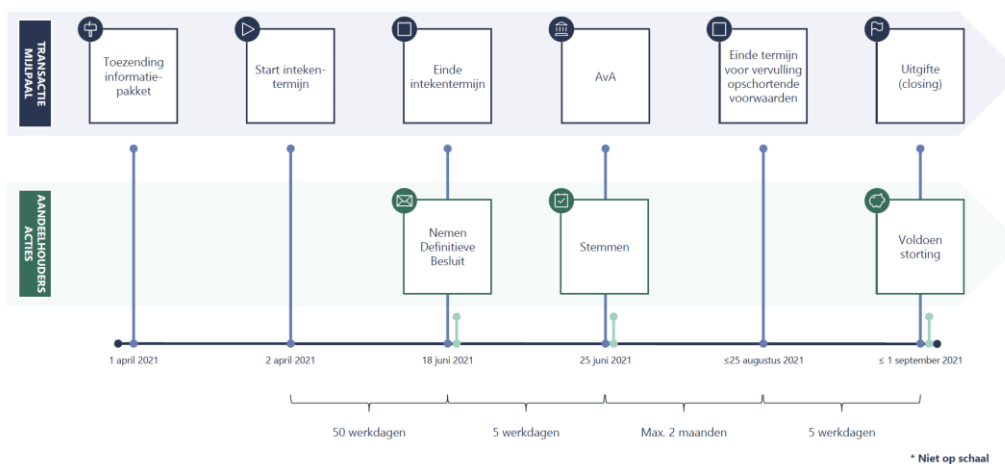 TRANSACTIE
MIJLPAAL
Toezending
informatie-
pakket
Start inteken-
termijn
Einde
intekentermijn
AvA
Einde termijn
voor vervulling
opschortende
voorwaarden
Uitgifte
(closing)
AANDEELHOUDERS
ACTIES
Nemen
Definitieve
Besluit
Stemmen
Voldoen
storting
1 april 2021
2 april 2021
18 juni 2021
25 juni 2021
≤25 augustus 2021
≤ 1 september 2021
50 werkdagen
5 werkdagen
Max. 2 maanden
5 werkdagen
* Niet op schaal